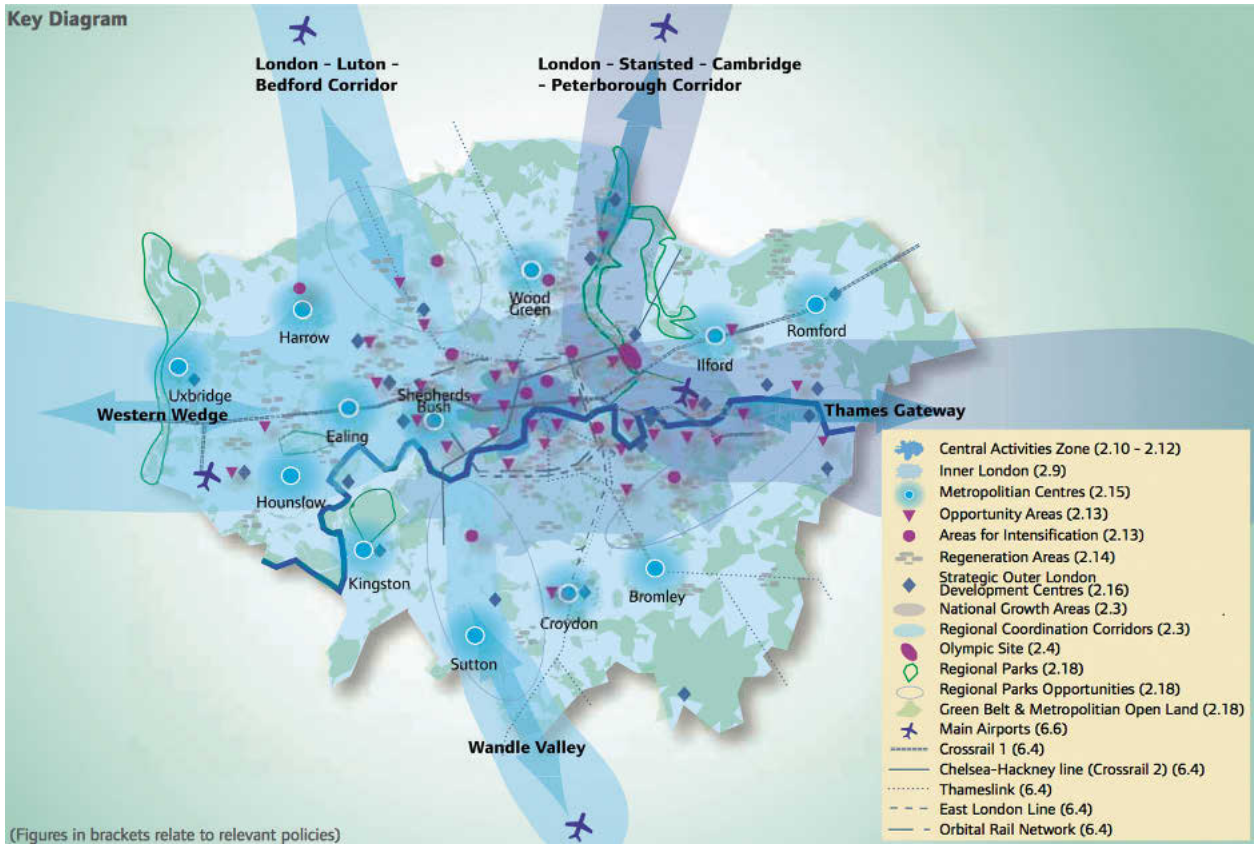 Key Diagram
London - Luton -
Bedford Corridor
London - Stansted - Cambridge
- Peterborough Corridor
Wood
Green
Harrow
Romford
Ilford
Uxbridge
Shepherds
Bush
Western Wedge
Thames Gateway
Ealing
Hounslow
Kingston
Bromley
Croydon
Sutton
Wandle Valley
Central Activities Zone (2.10 - 2.12)
Inner London (2.9)
Metropolitan Centres (2.15)
Opportunity Areas (2.13)
Areas for Intensification (2.13)
Regeneration Areas (2.14)
Strategic Outer London
Development Centres (2.16)
National Growth Areas (2.3)
Regional Coordination Corridors (2.3)
Olympic Site (2.4)
Regional Parks (2.18)
Regional Parks Opportunities (2.18)
Green Belt & Metropolitian Open Land (2.18)
Main Airports (6.6)
Crossrail 1 (6.4)
Chelsea-Hackney line (Crossrail 2) (6.4)
Thameslink (6.4)
East London Line (6.4)
Orbital Rail Network (6.4)
(Figures in brackets relate to relevant policies)